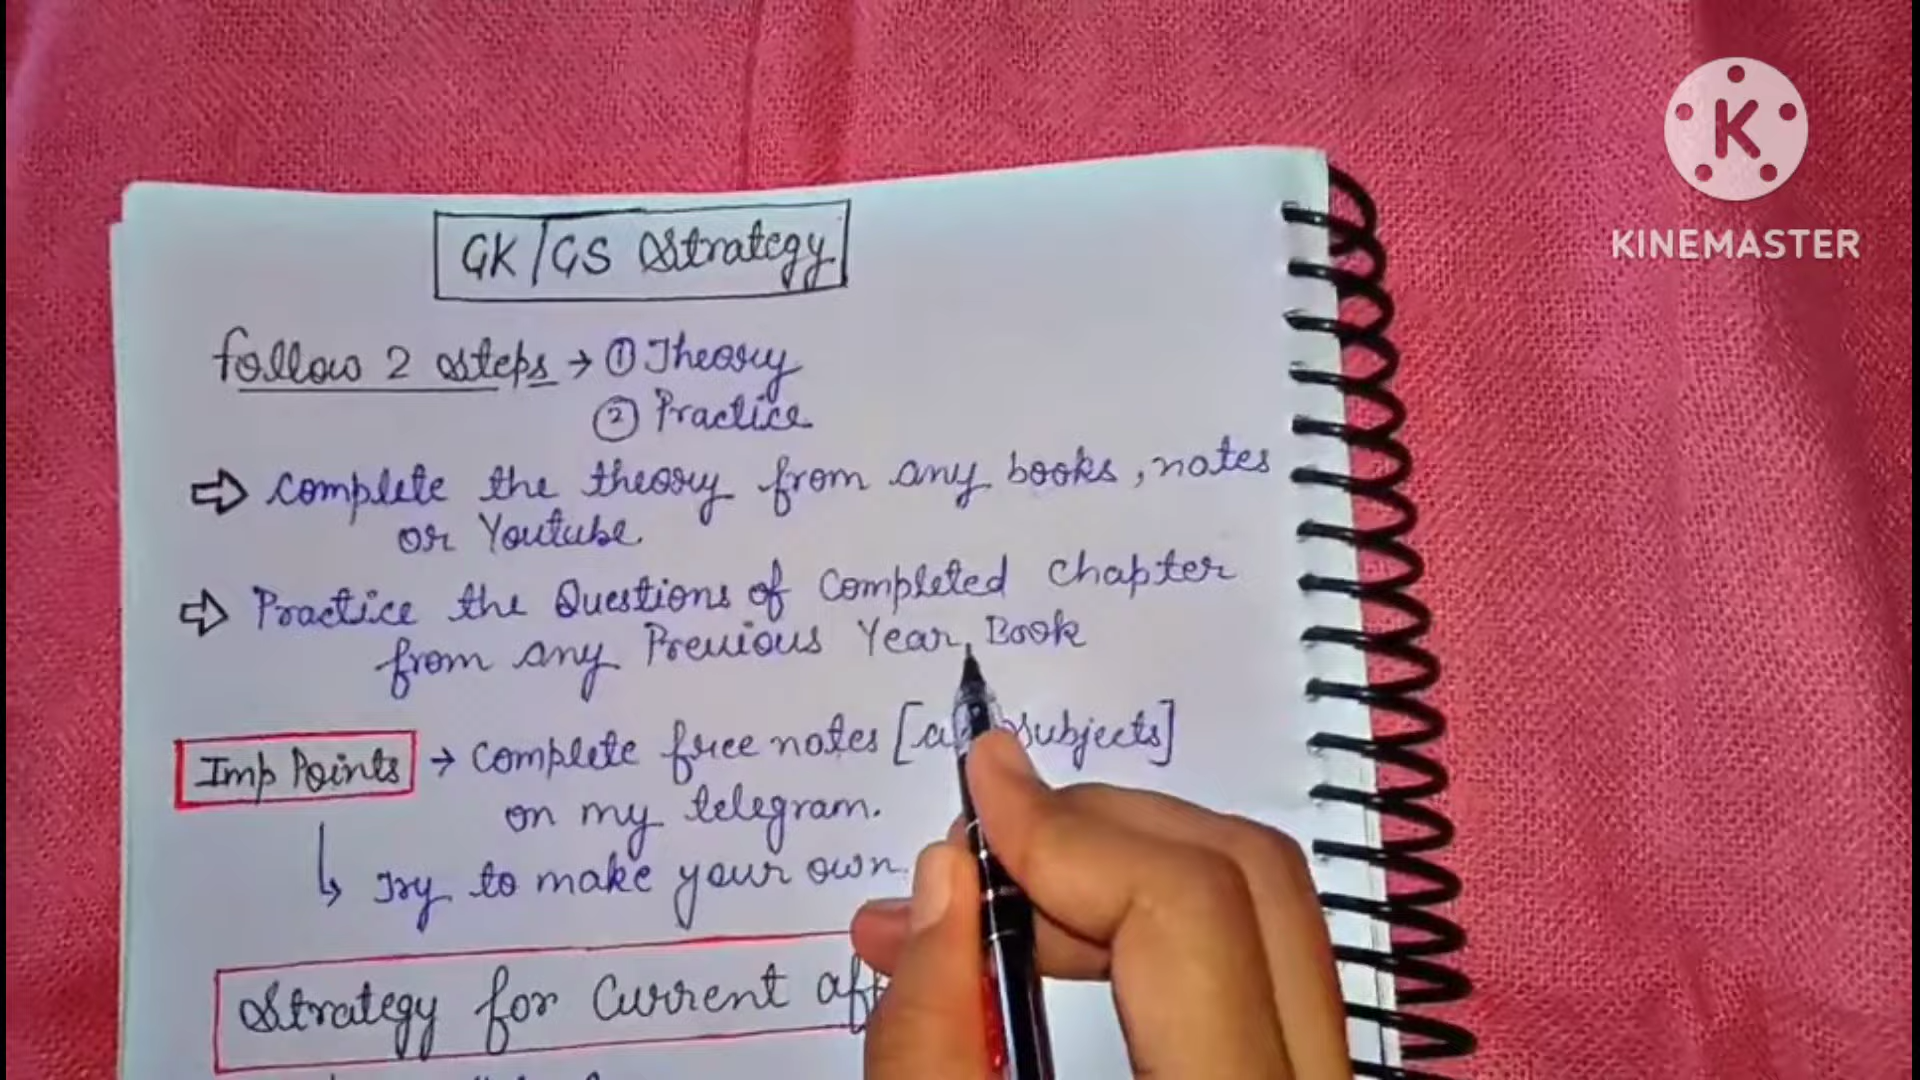 GK/GS Strategy
follow 2 steps → ① Theory
② Practice
⇨ complete the theory from any books, notes
or Youtube.
⇨ Practice the Questions of Completed Chapter
from any Previous Year Book
Imp Points → complete free notes [ subjects]
on my telegram.
↳ Try to make your own
Strategy for Current
K
KINEMASTER